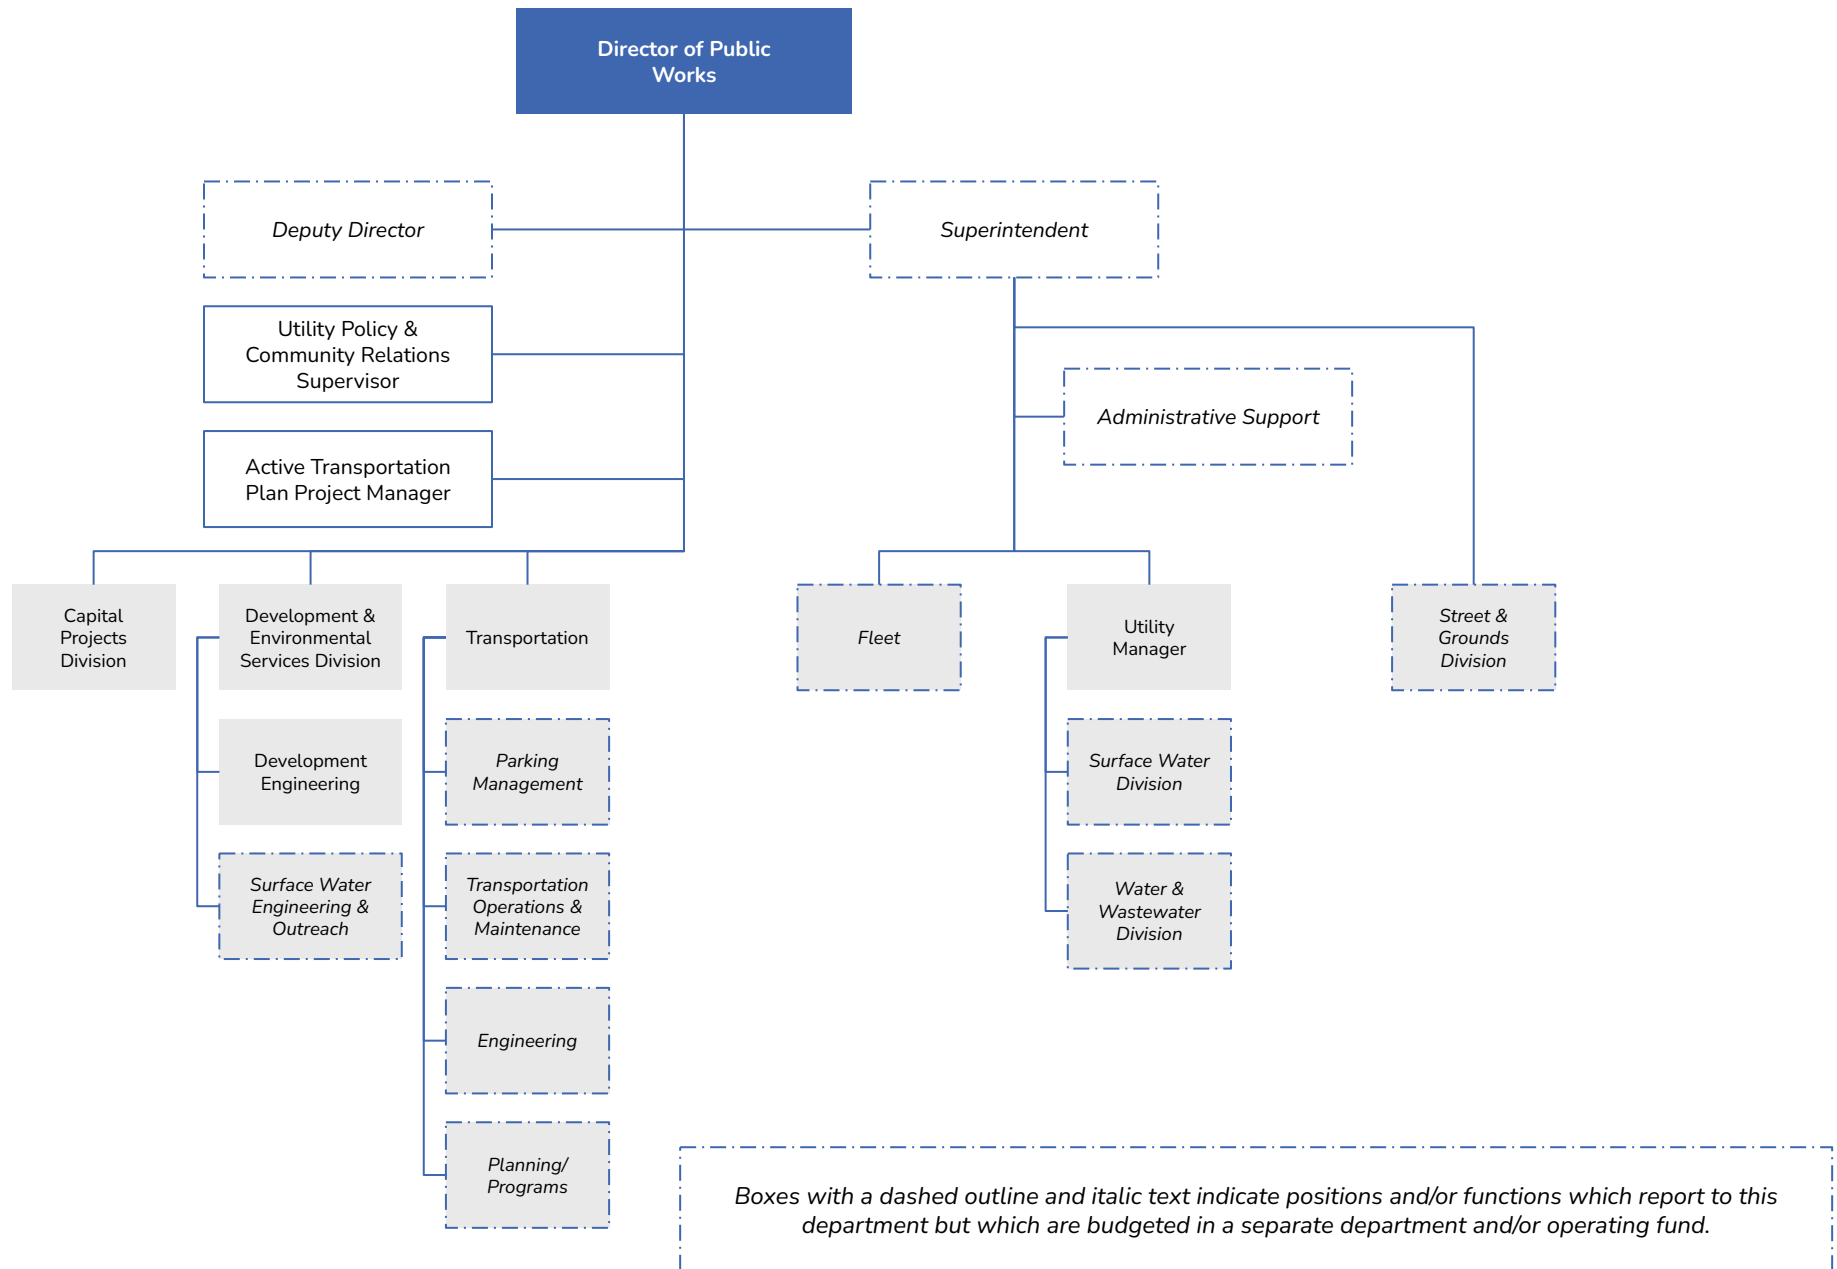 Director of Public
Works
Deputy Director
Superintendent
Utility Policy &
Community Relations
Supervisor
Administrative Support
Active Transportation
Plan Project Manager
Capital
Projects
Division
Development &
Environmental
Services Division
Transportation
Fleet
Utility
Manager
Street &
Grounds
Division
Development
Engineering
Parking
Management
Surface Water
Division
Surface Water
Engineering &
Outreach
Transportation
Operations &
Maintenance
Water &
Wastewater
Division
Engineering
Planning/
Programs
Boxes with a dashed outline and italic text indicate positions and/or functions which report to this
department but which are budgeted in a separate department and/or operating fund.